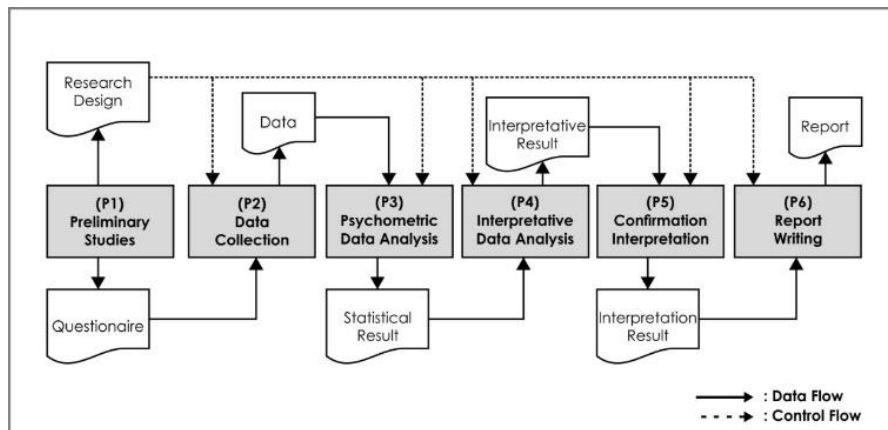 Research
Design
Data
Interpretative
Result
Report
(P1)
Preliminary
Studies
(P2)
Data
Collection
(P3)
Psychometric
Data Analysis
(P4)
Interpretative
Data Analysis
(P5)
Confirmation
Interpretation
(P6)
Report
Writing
Questionaire
Statistical
Result
Interpretation
Result
: Data Flow
: Control Flow